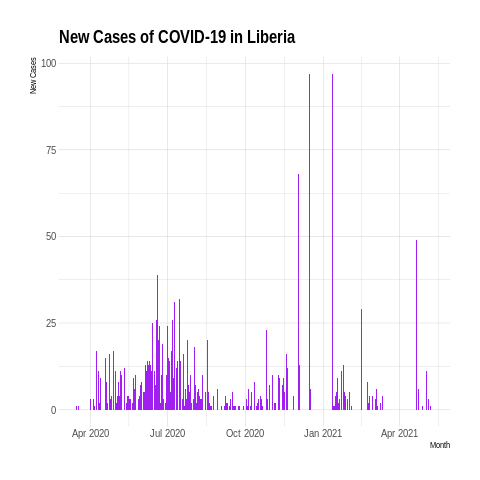 New Cases of COVID-19 in Liberia
New Cases
100
75
50
25
0
Apr 2020 Jul 2020 Oct 2020 Jan 2021 Apr 2021
Month